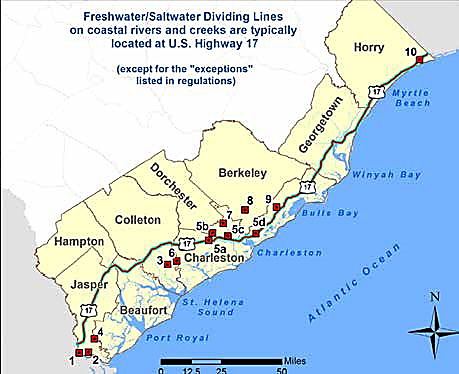 Freshwater/Saltwater Dividing Lines
on coastal rivers and creeks are typically
located at U.S. Highway 17
(except for the "exceptions"
listed in regulations)
Horry
10
17
Myrtle
Beach
Georgetown
Winyah Bay
Berkeley
Dorchester
8
9
17
7
Bulls Bay
Colleton
5b
5c
5d
17
5a
Charleston
Charleston
Hampton
6
3
Jasper
Atlantic Ocean
St. Helena
Sound
17
Beaufort
Port Royal
4
1
2
N
W
E
S
Miles
0
12.5
25
50